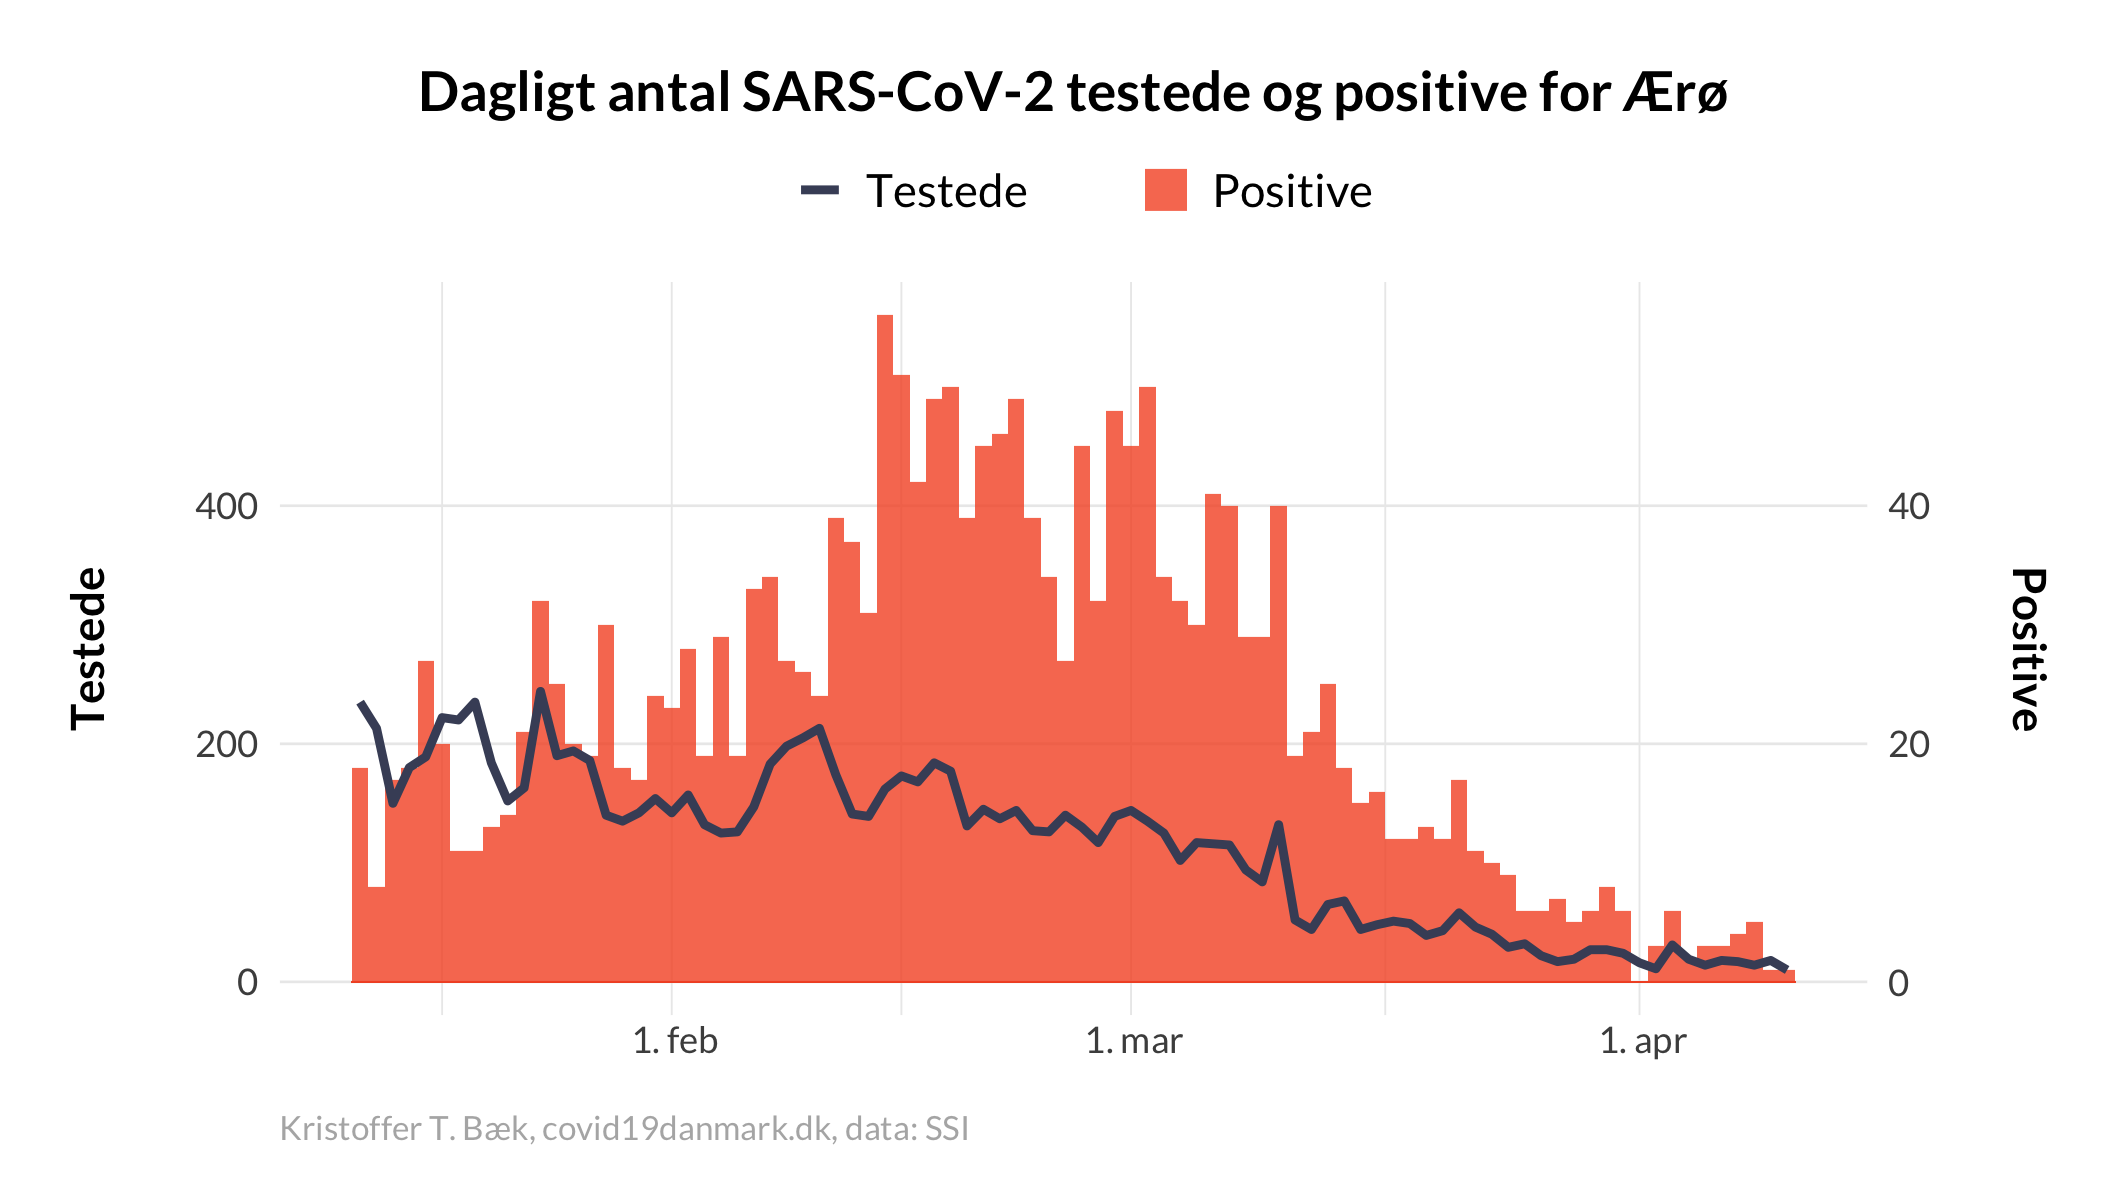 Dagligt antal SARS-CoV-2 testede og positive for Ærø
Testede
Positive
Testede
400
200
0
40
20
0
Positive
1. feb
1. mar
1. apr
Kristoffer T. Bæk, covid19danmark.dk, data: SSI